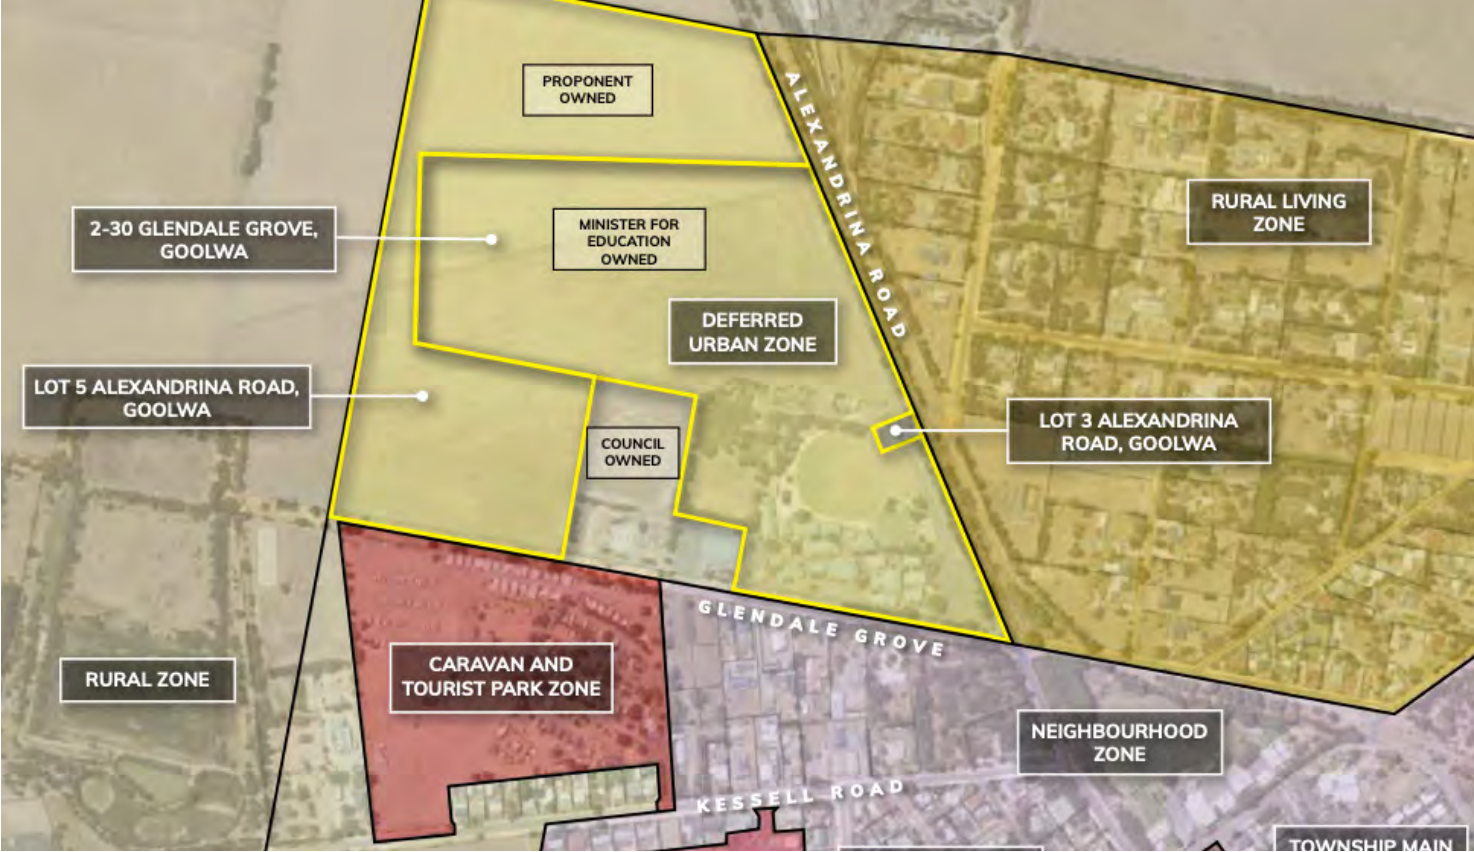 PROPONENT
OWNED
ALEXANDRINA ROAD
RURAL LIVING
ZONE
2-30 GLENDALE GROVE,
GOOLWA
MINISTER FOR
EDUCATION
OWNED
DEFERRED
URBAN ZONE
LOT 5 ALEXANDRINA ROAD,
GOOLWA
LOT 3 ALEXANDRINA
ROAD, GOOLWA
COUNCIL
OWNED
GLENDALE GROVE
RURAL ZONE
CARAVAN AND
TOURIST PARK ZONE
NEIGHBOURHOOD
ZONE
KESSELL ROAD
TOWNSHIP MAIN